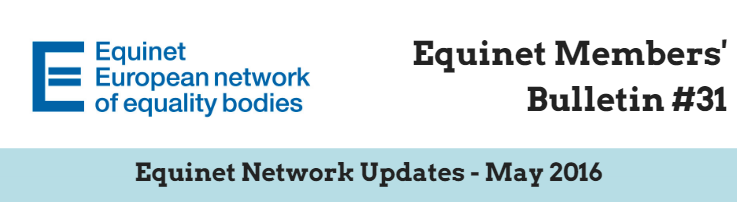 Equinet
European network
of equality bodies
Equinet Members'
Bulletin #31
Equinet Network Updates - May 2016